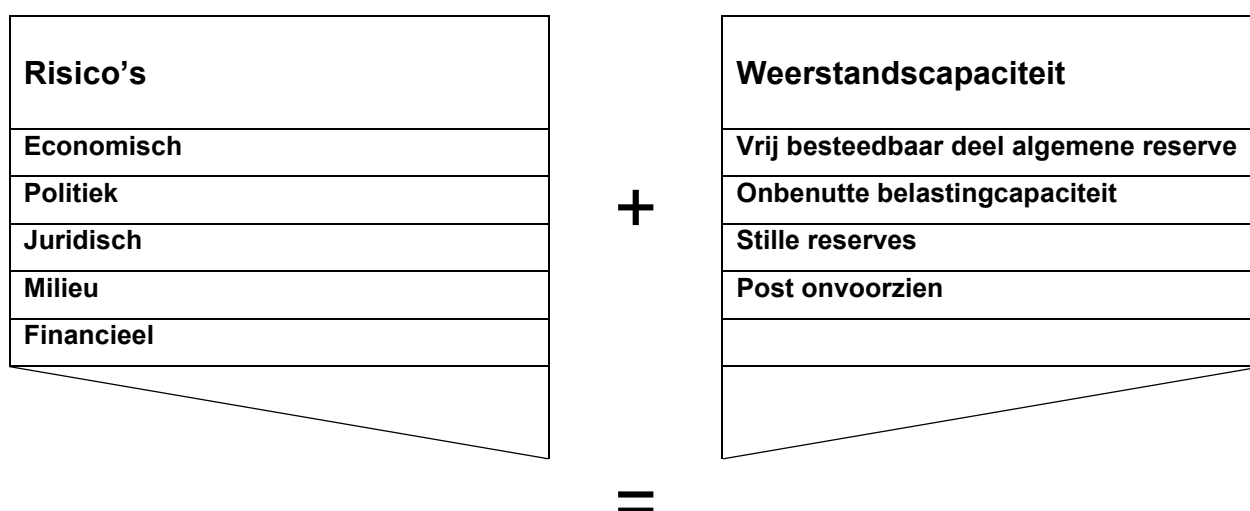 Risico’s
Economisch
Politiek
Juridisch
Milieu
Financieel
+
Weerstandscapaciteit
Vrij besteedbaar deel algemene reserve
Onbenutte belastingcapaciteit
Stille reserves
Post onvoorzien
=